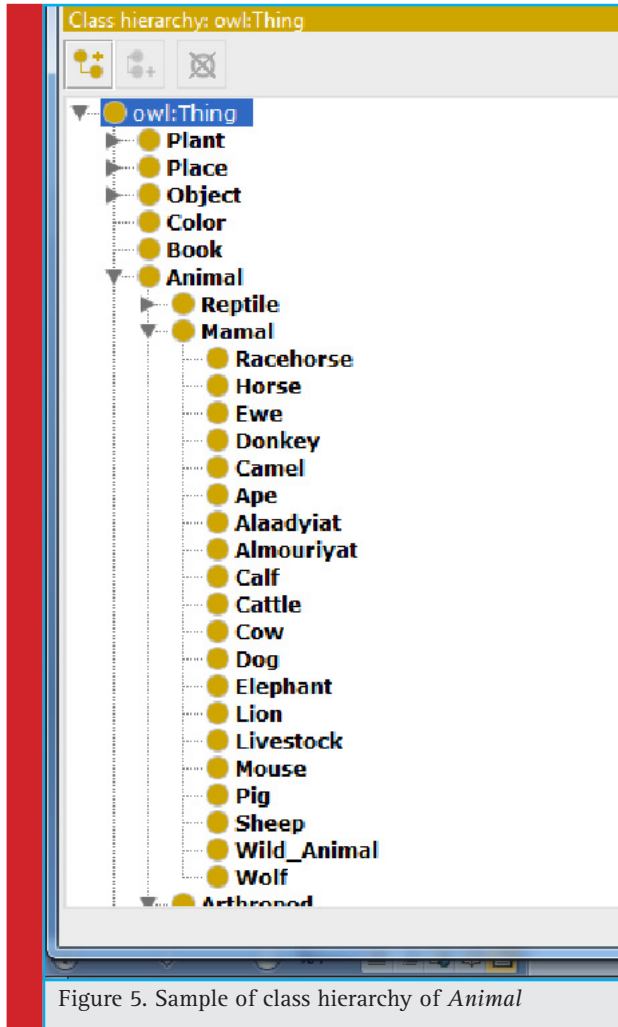 Class hierarchy: owl:Thing
owl:Thing
Plant
Place
Object
Color
Book
Animal
Reptile
Mamal
Racehorse
Horse
Ewe
Donkey
Camel
Ape
Alaadyiat
Almouriyat
Calf
Cattle
Cow
Dog
Elephant
Lion
Livestock
Mouse
Pig
Sheep
Wild_Animal
Wolf
Arthropod
Figure 5. Sample of class hierarchy of Animal